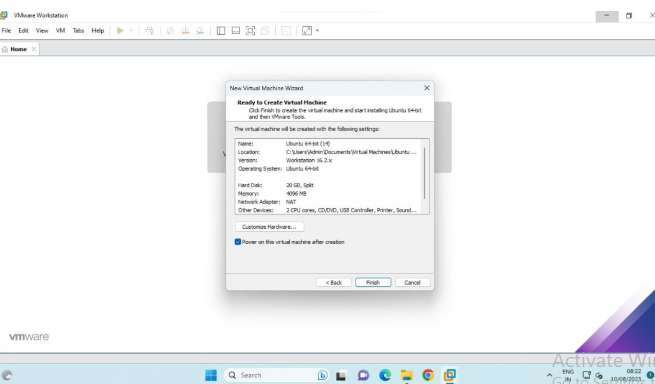 VMware Workstation
File Edit View VM Tabs Help
Home
New Virtual Machine Wizard
Ready to Create Virtual Machine
Click Finish to create the virtual machine and start installing Ubuntu 64-bit
and then VMware Tools.
The virtual machine will be created with the following settings:
Name: Ubuntu 64-bit (14)
Location: C:\Users\Admin\Documents\Virtual Machines\Ubuntu ...
Version: Workstation 16.2.x
Operating System: Ubuntu 64-bit
Hard Disk: 20 GB, Split
Memory: 4096 MB
Network Adapter: NAT
Other Devices: 2 CPU cores, CD/DVD, USB Controller, Printer, Sound...
Customize Hardware...
Power on this virtual machine after creation
< Back Finish Cancel
vmware
Activate Wi
Search
ENG
IN
08:22
10/08/2023